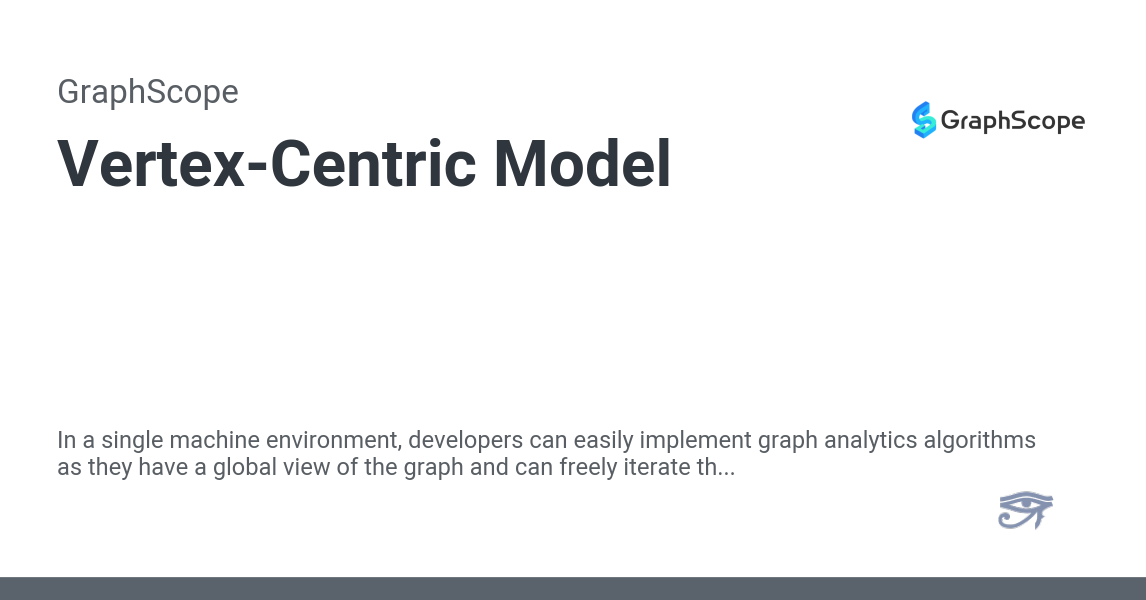 GraphScope
GraphScope
Vertex-Centric Model
In a single machine environment, developers can easily implement graph analytics algorithms
as they have a global view of the graph and can freely iterate th...